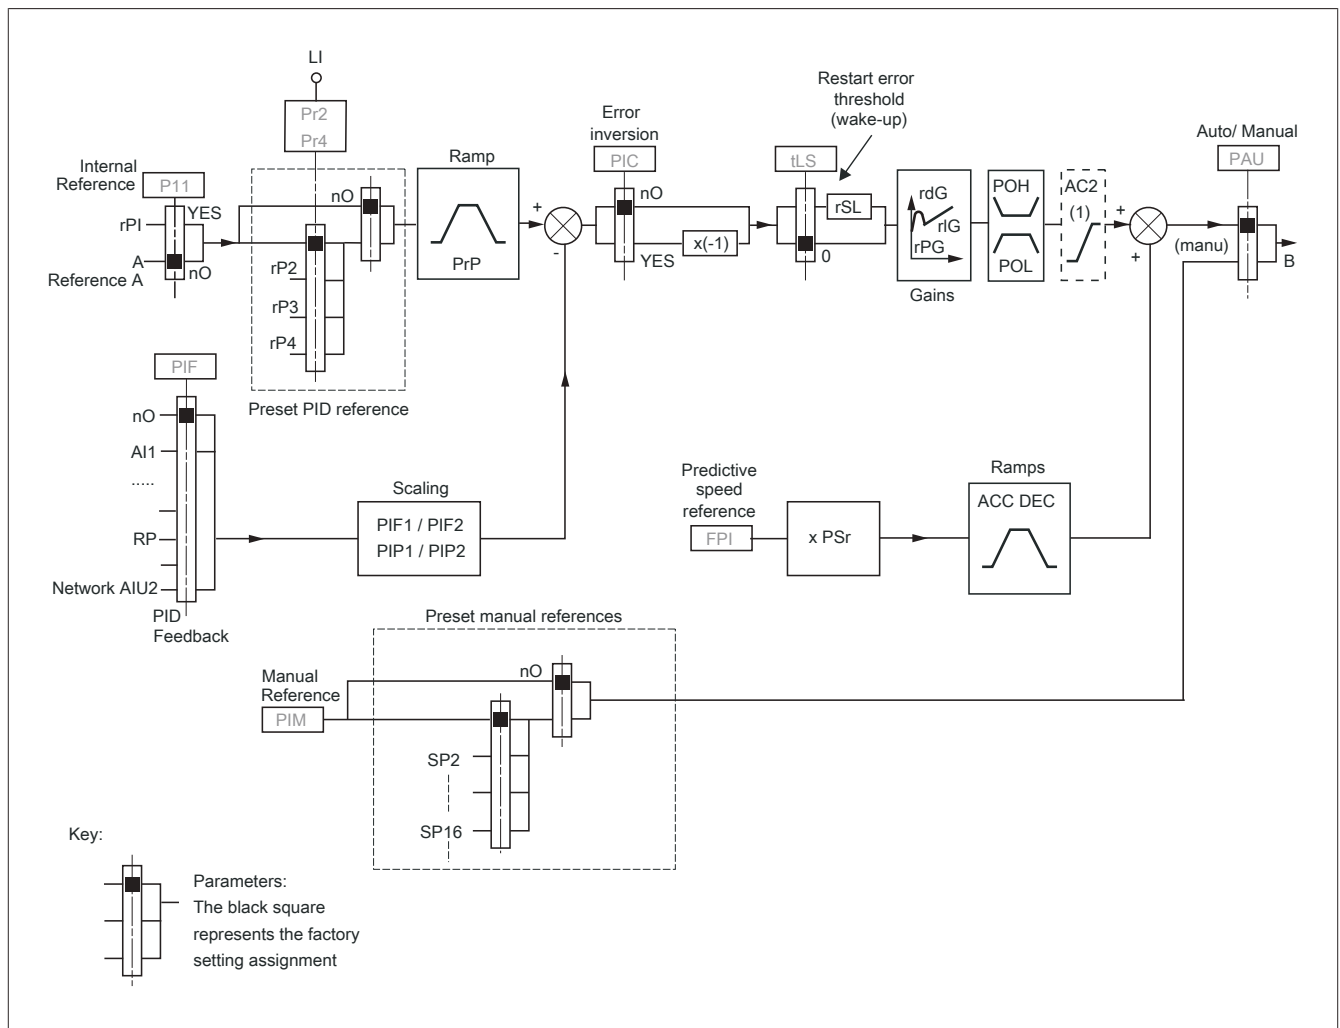 LI
Pr2
Pr4
Internal
Reference
P11
YES
rPI
A
nO
Reference A
nO
rP2
rP3
rP4
Preset PID reference
Ramp
PrP
+
-
Error
inversion
PIC
nO
x(-1)
YES
tLS
Restart error
threshold
(wake-up)
rSL
0
rdG
rIG
rPG
Gains
POH
POL
AC2
(1)
+
+
(manu)
Auto/ Manual
PAU
B
PIF
nO
AI1
.....
RP
Network AIU2
PID
Feedback
Scaling
PIF1 / PIF2
PIP1 / PIP2
Predictive
speed
reference
FPI
x PSr
Ramps
ACC DEC
Preset manual references
Manual
Reference
PIM
nO
SP2
SP16
Key:
Parameters:
The black square
represents the factory
setting assignment